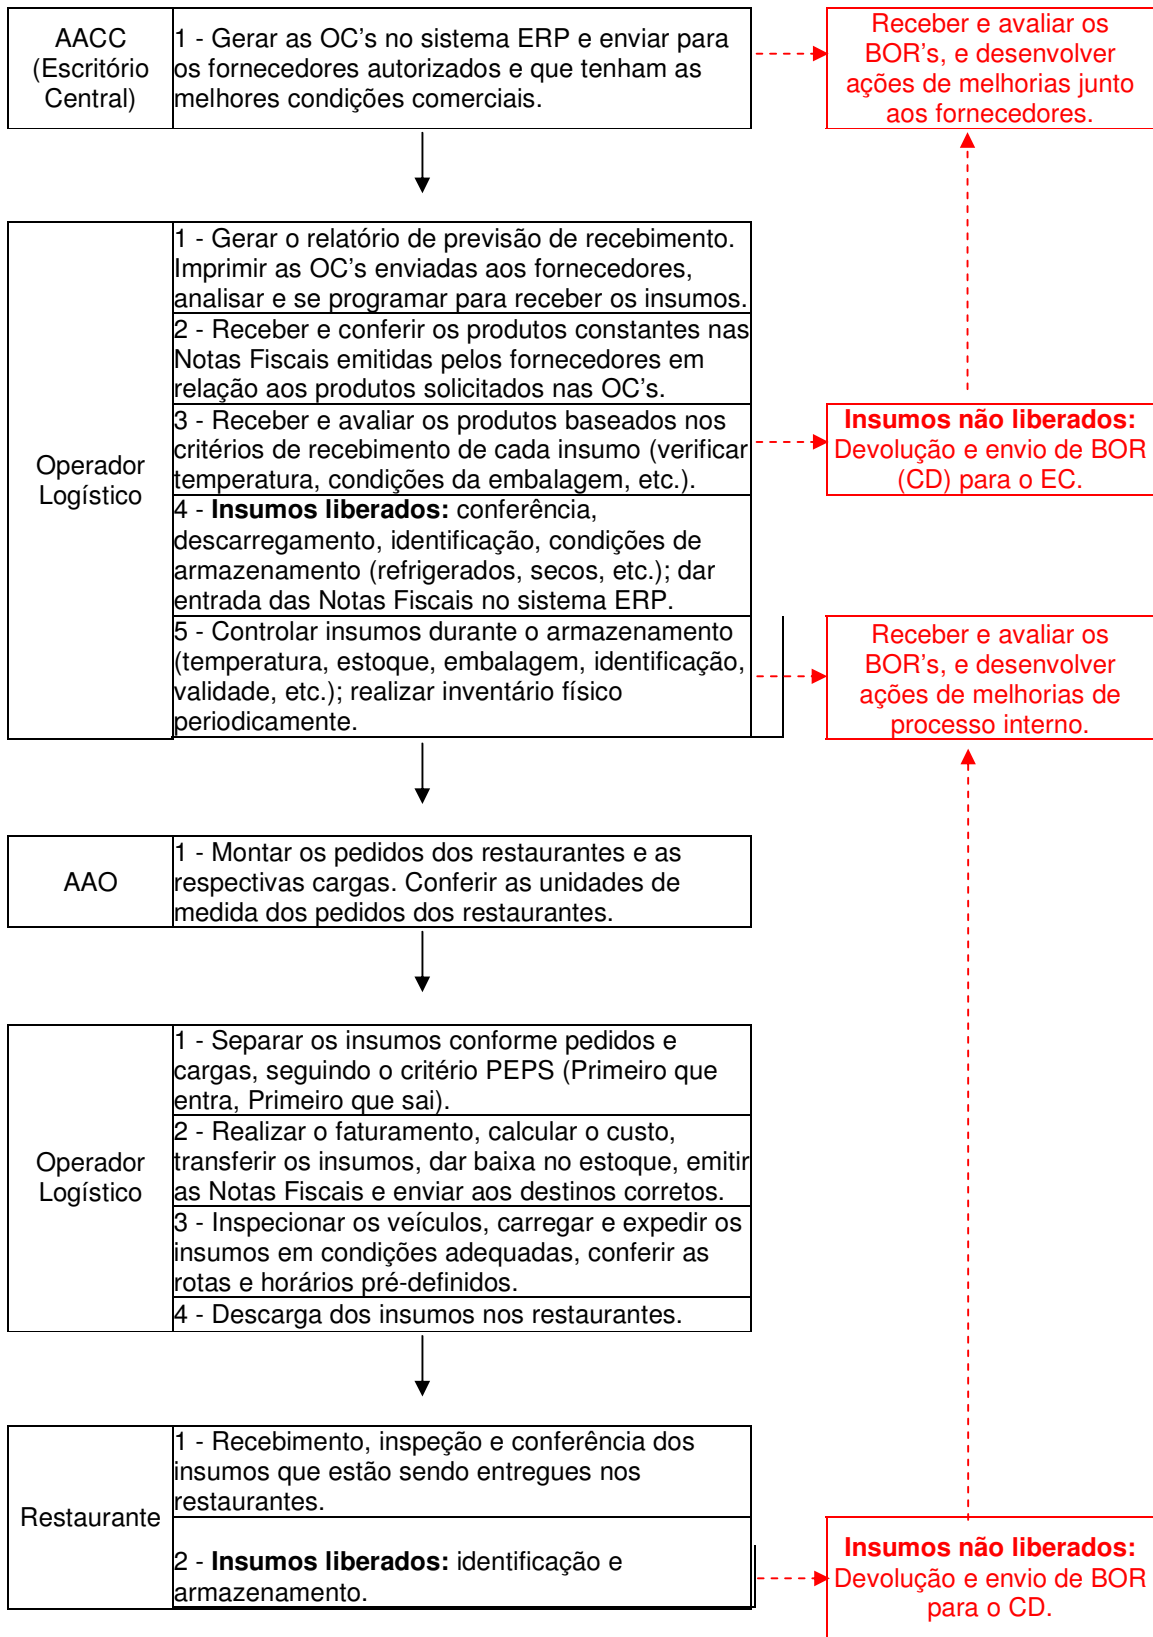 AACC
(Escritório
Central)
1 - Gerar as OC's no sistema ERP e enviar para
os fornecedores autorizados e que tenham as
melhores condições comerciais.
Receber e avaliar os
BOR's, e desenvolver
ações de melhorias junto
aos fornecedores.
Operador
Logístico
1 - Gerar o relatório de previsão de recebimento.
Imprimir as OC's enviadas aos fornecedores,
analisar e se programar para receber os insumos.
2 - Receber e conferir os produtos constantes nas
Notas Fiscais emitidas pelos fornecedores em
relação aos produtos solicitados nas OC's.
3 - Receber e avaliar os produtos baseados nos
critérios de recebimento de cada insumo (verificar
temperatura, condições da embalagem, etc.).
Insumos não liberados:
Devolução e envio de BOR
(CD) para o EC.
4 - Insumos liberados: conferência,
descarregamento, identificação, condições de
armazenamento (refrigerados, secos, etc.); dar
entrada das Notas Fiscais no sistema ERP.
5 - Controlar insumos durante o armazenamento
(temperatura, estoque, embalagem, identificação,
validade, etc.); realizar inventário físico
periodicamente.
Receber e avaliar os
BOR's, e desenvolver
ações de melhorias de
processo interno.
AAO
1 - Montar os pedidos dos restaurantes e as
respectivas cargas. Conferir as unidades de
medida dos pedidos dos restaurantes.
Operador
Logístico
1 - Separar os insumos conforme pedidos e
cargas, seguindo o critério PEPS (Primeiro que
entra, Primeiro que sai).
2 - Realizar o faturamento, calcular o custo,
transferir os insumos, dar baixa no estoque, emitir
as Notas Fiscais e enviar aos destinos corretos.
3 - Inspecionar os veículos, carregar e expedir os
insumos em condições adequadas, conferir as
rotas e horários pré-definidos.
4 - Descarga dos insumos nos restaurantes.
Restaurante
1 - Recebimento, inspeção e conferência dos
insumos que estão sendo entregues nos
restaurantes.
2 - Insumos liberados: identificação e
armazenamento.
Insumos não liberados:
Devolução e envio de BOR
para o CD.